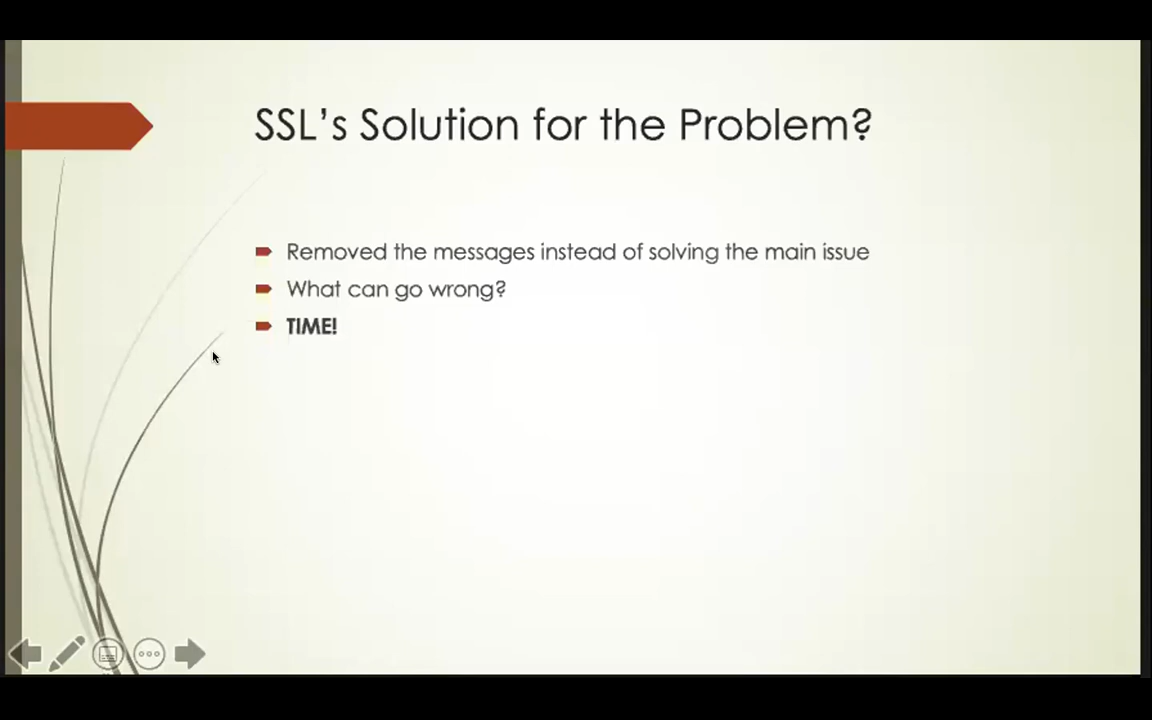 SSL’s Solution for the Problem?
Removed the messages instead of solving the main issue
What can go wrong?
TIME!